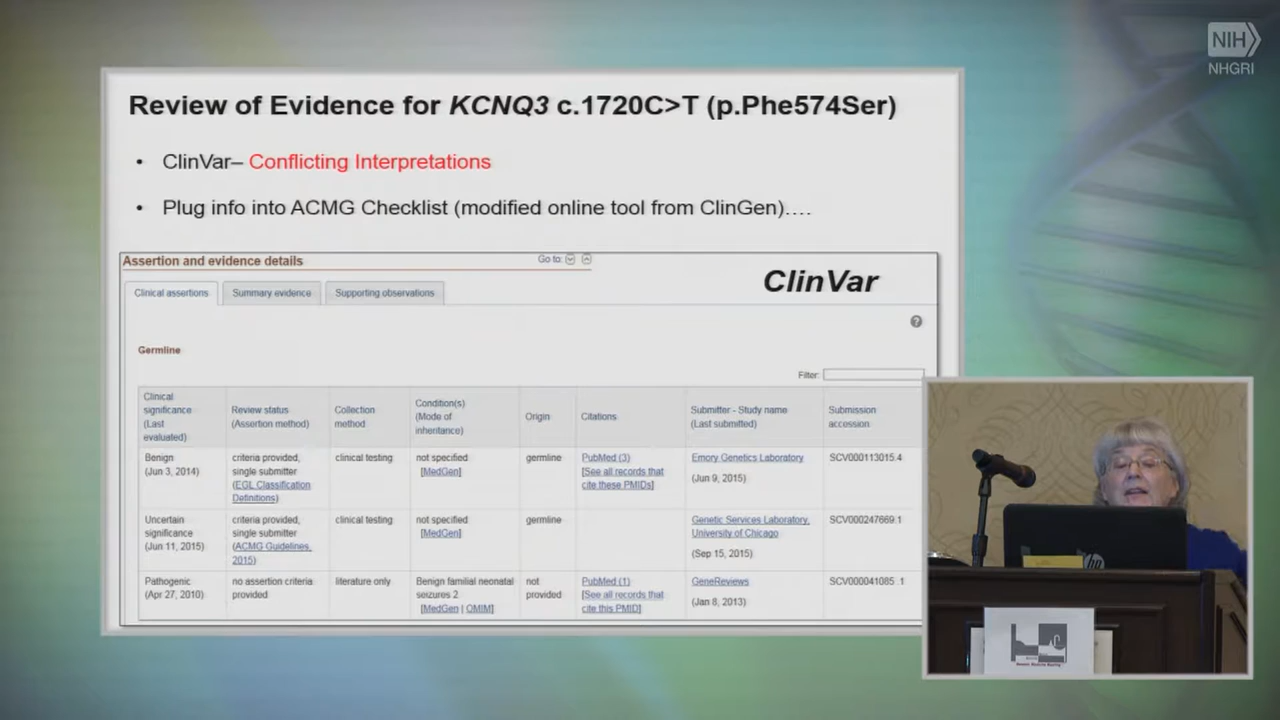 NIH
NHGRI
Review of Evidence for KCNQ3 c.1720C>T (p.Phe574Ser)
• ClinVar– Conflicting Interpretations
• Plug info into ACMG Checklist (modified online tool from ClinGen)….
Assertion and evidence details
Go to:
ClinVar
Clinical assertions
Summary evidence
Supporting observations
?
Germline
Filter:
Clinical
significance
(Last
evaluated)
Review status
(Assertion method)
Collection
method
Condition(s)
(Mode of
inheritance)
Origin
Citations
Submitter - Study name
(Last submitted)
Submission
accession
Benign
(Jun 3, 2014)
criteria provided,
single submitter
(EGL Classification
Definitions)
clinical testing
not specified
[MedGen]
germline
PubMed (3)
[See all records that
cite these PMIDs]
Emory Genetics Laboratory
(Jun 9, 2015)
SCV000113015.4
Uncertain
significance
(Jun 11, 2015)
criteria provided,
single submitter
(ACMG Guidelines,
2015)
clinical testing
not specified
[MedGen]
germline
Genetic Services Laboratory,
University of Chicago
(Sep 15, 2015)
SCV000247669.1
Pathogenic
(Apr 27, 2010)
no assertion criteria
provided
literature only
Benign familial neonatal
seizures 2
[MedGen | OMIM]
not
provided
PubMed (1)
[See all records that
cite this PMID]
GeneReviews
(Jan 8, 2013)
SCV000041085 .1
hp